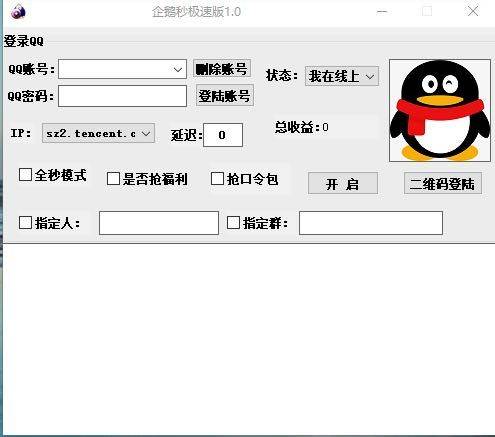 企鹅秒极速版1.0
登录QQ
QQ账号： 删除账号 状态： 我在线上
QQ密码： 登陆账号
IP： sz2.tencent.c 延迟： 0 总收益：0
全秒模式 是否抢福利 抢口令包 开 启 二维码登陆
指定人： 指定群：